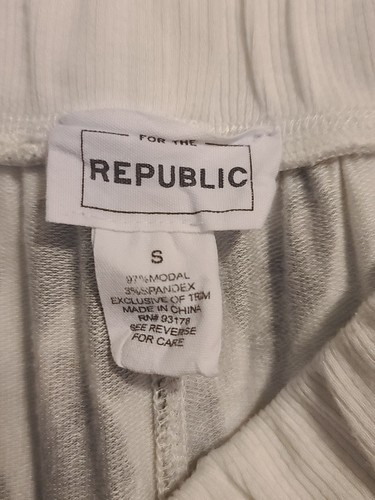 FOR THE
REPUBLIC
S
97%MODAL
3%SPANDEX
EXCLUSIVE OF TRIM
MADE IN CHINA
RN# 93178
SEE REVERSE
FOR CARE